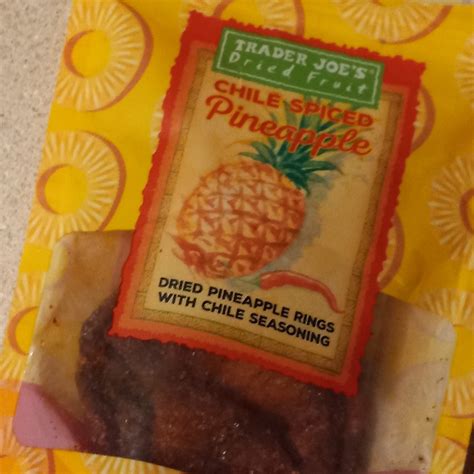 TRADER JOE'S®
Dried Fruit
CHILE SPICED
Pineapple
DRIED PINEAPPLE RINGS
WITH CHILE SEASONING